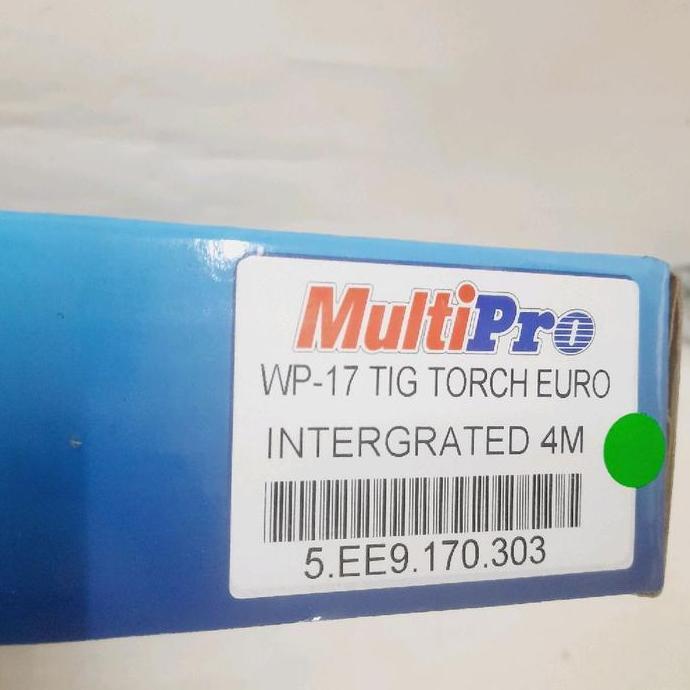 MultiPro
WP-17 TIG TORCH EURO
INTERGRATED 4M
5.EE9.170.303